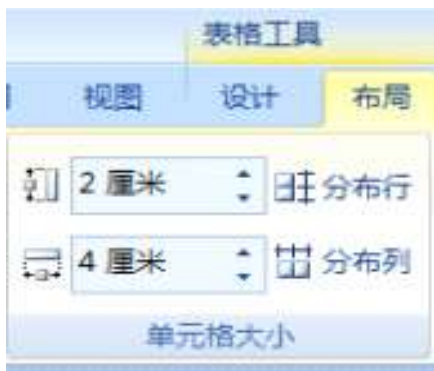 表格工具
视图 设计 布局
2 厘米 分布行
4 厘米 分布列
单元格大小